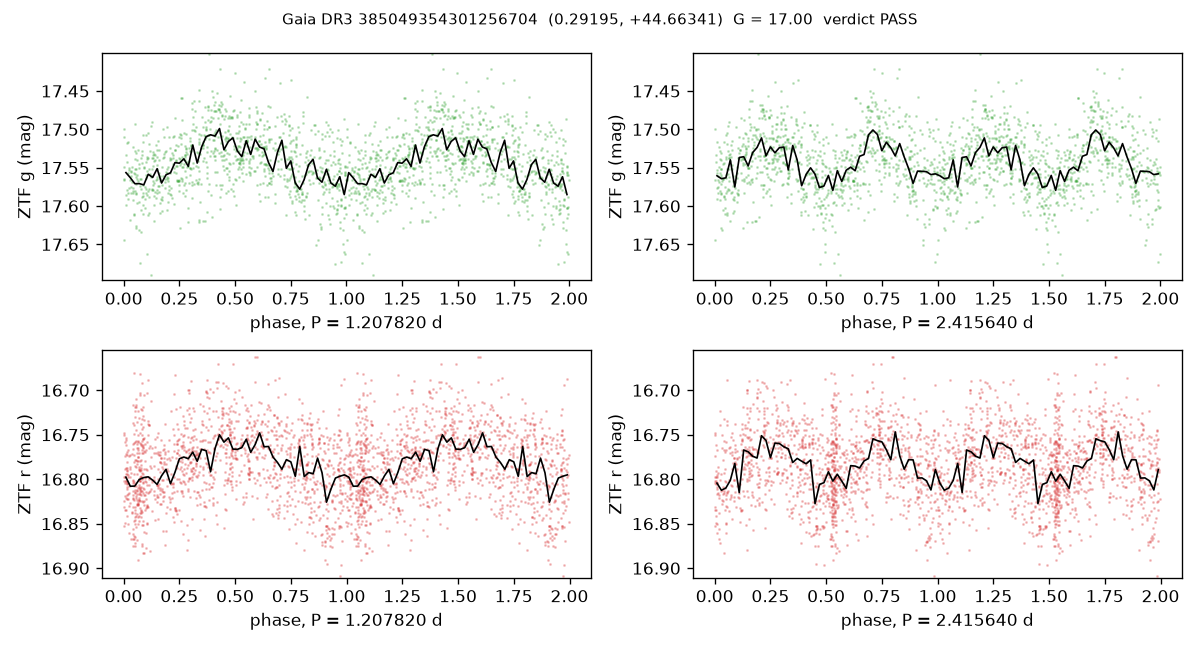 Gaia DR3 385049354301256704 (0.29195, +44.66341) G = 17.00 verdict PASS
ZTF g (mag)
17.45
17.50
17.55
17.60
17.65
0.00 0.25 0.50 0.75 1.00 1.25 1.50 1.75 2.00
phase, P = 1.207820 d
ZTF g (mag)
17.45
17.50
17.55
17.60
17.65
0.00 0.25 0.50 0.75 1.00 1.25 1.50 1.75 2.00
phase, P = 2.415640 d
ZTF r (mag)
16.70
16.75
16.80
16.85
16.90
0.00 0.25 0.50 0.75 1.00 1.25 1.50 1.75 2.00
phase, P = 1.207820 d
ZTF r (mag)
16.70
16.75
16.80
16.85
16.90
0.00 0.25 0.50 0.75 1.00 1.25 1.50 1.75 2.00
phase, P = 2.415640 d